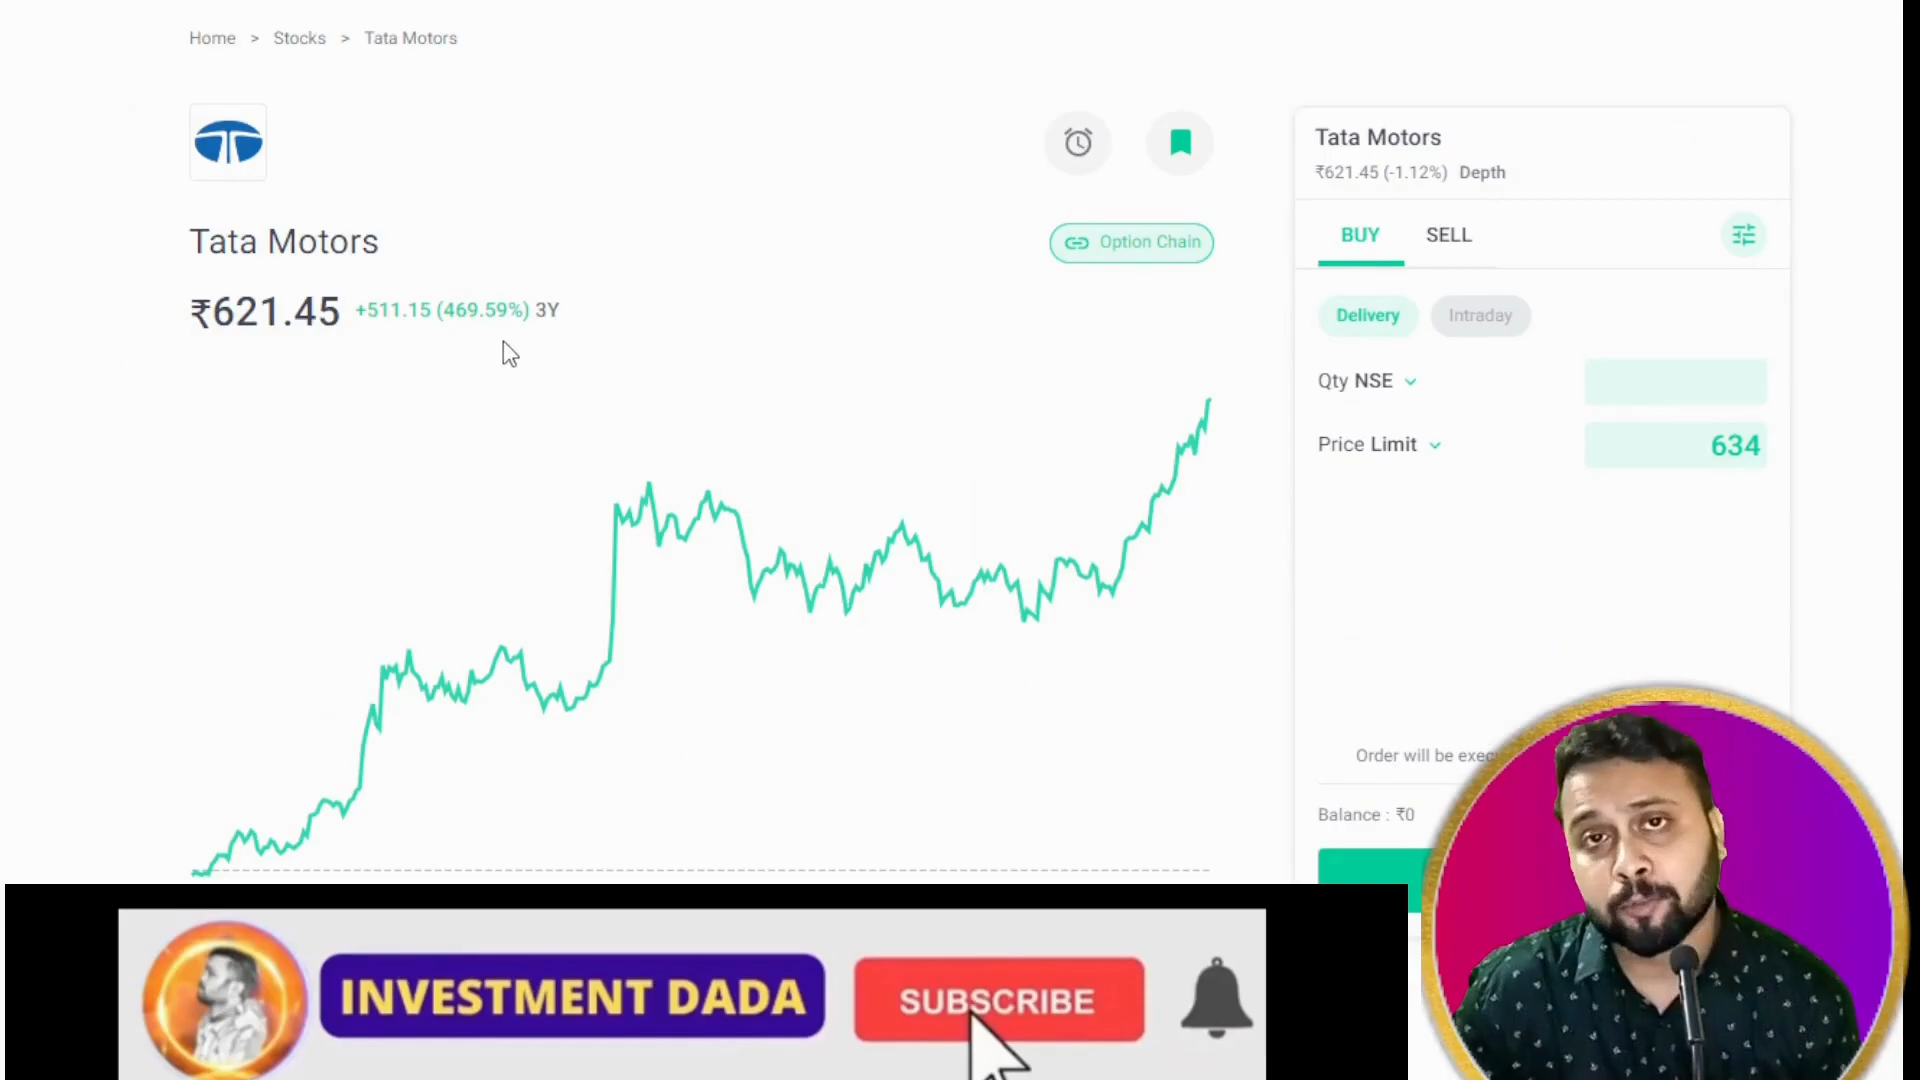 Home > Stocks > Tata Motors
Tata Motors
₹621.45 +511.15 (469.59%) 3Y
Option Chain
Tata Motors
₹621.45 (-1.12%) Depth
BUY SELL
Delivery Intraday
Qty NSE
Price Limit 634
Order will be
Balance : ₹0
INVESTMENT DADA
SUBSCRIBE